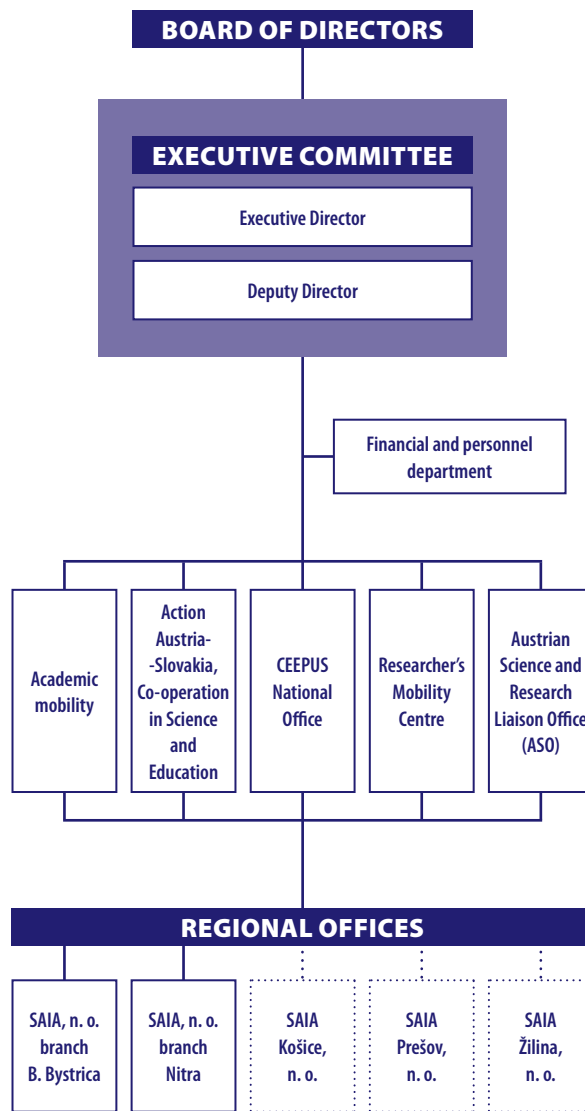 BOARD OF DIRECTORS
EXECUTIVE COMMITTEE
Executive Director
Deputy Director
Financial and personnel
department
Academic
mobility
Action
Austria-
-Slovakia,
Co-operation
in Science
and
Education
CEEPUS
National
Office
Researcher's
Mobility
Centre
Austrian
Science and
Research
Liaison Office
(ASO)
REGIONAL OFFICES
SAIA, n. o.
branch
B. Bystrica
SAIA, n. o.
branch
Nitra
SAIA
Košice,
n. o.
SAIA
Prešov,
n. o.
SAIA
Žilina,
n. o.